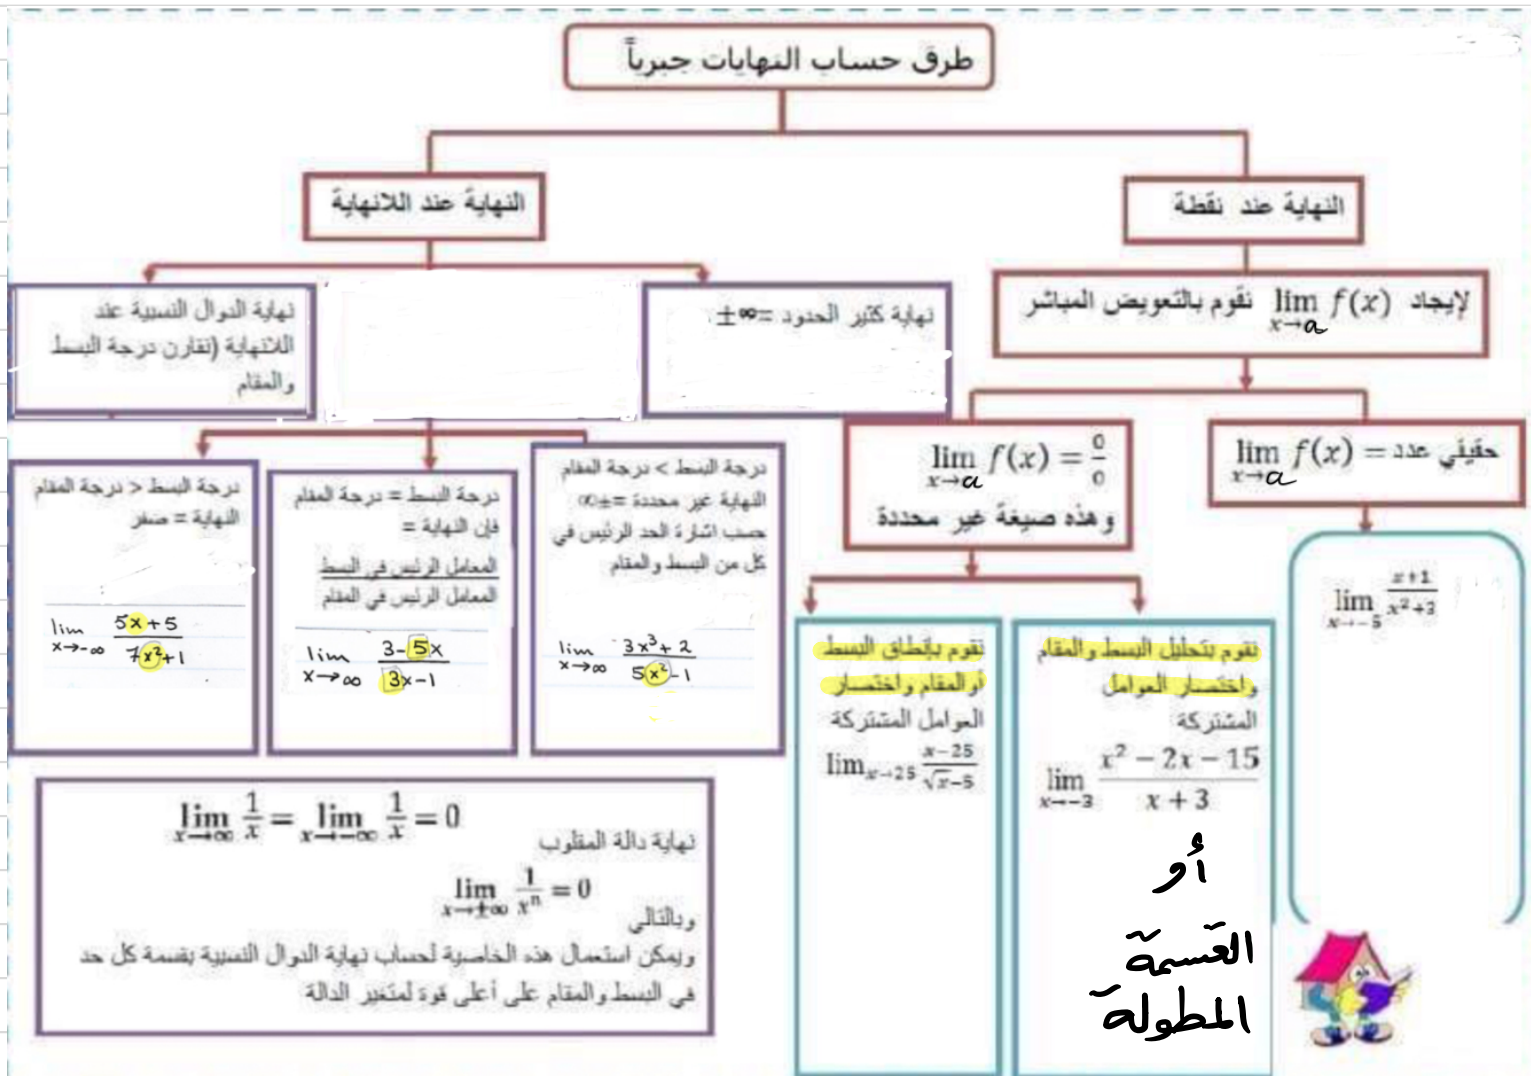 طرق حساب النهايات جبرياً
النهاية عند نقطة
النهاية عند اللانهاية
لإيجاد lim x→a f(x) نقوم بالتعويض المباشر
lim x→a f(x) = حقيقي عدد
lim x→a f(x) = 0/0
وهذه صيغة غير محددة
lim x→-5 (x+1)/(x²+3)
نقوم بتحليل البسط والمقام
واختصار العوامل
المشتركة
lim x→-3 (x² − 2x − 15)/(x + 3)
أو
القسمة
المطولة
نقوم بإنطاق البسط
أوالمقام واختصار
العوامل المشتركة
lim x→25 (x−25)/(√x−5)
نهاية كثير الحدود =∞±
نهاية الدوال النسبية عند
اللانهاية (نقارن درجة البسط
والمقام
درجة البسط > درجة المقام
النهاية غير محددة =±∞
حسب اشارة الحد الرئيس في
كل من البسط والمقام
lim x→∞ (3x³+2)/(5x²-1)
درجة البسط = درجة المقام
فإن النهاية =
المعامل الرئيس في البسط
المعامل الرئيس في المقام
lim x→∞ (3-5x)/(3x-1)
درجة البسط < درجة المقام
النهاية = صفر
lim x→-∞ (5x+5)/(7x²+1)
lim x→∞ 1/x = lim x→-∞ 1/x = 0
نهاية دالة المقلوب
lim x→±∞ 1/xⁿ = 0
وبالتالي
ويمكن استعمال هذه الخاصية لحساب نهاية الدوال النسبية بقسمة كل حد
في البسط والمقام على أعلى قوة لمتغير الدالة